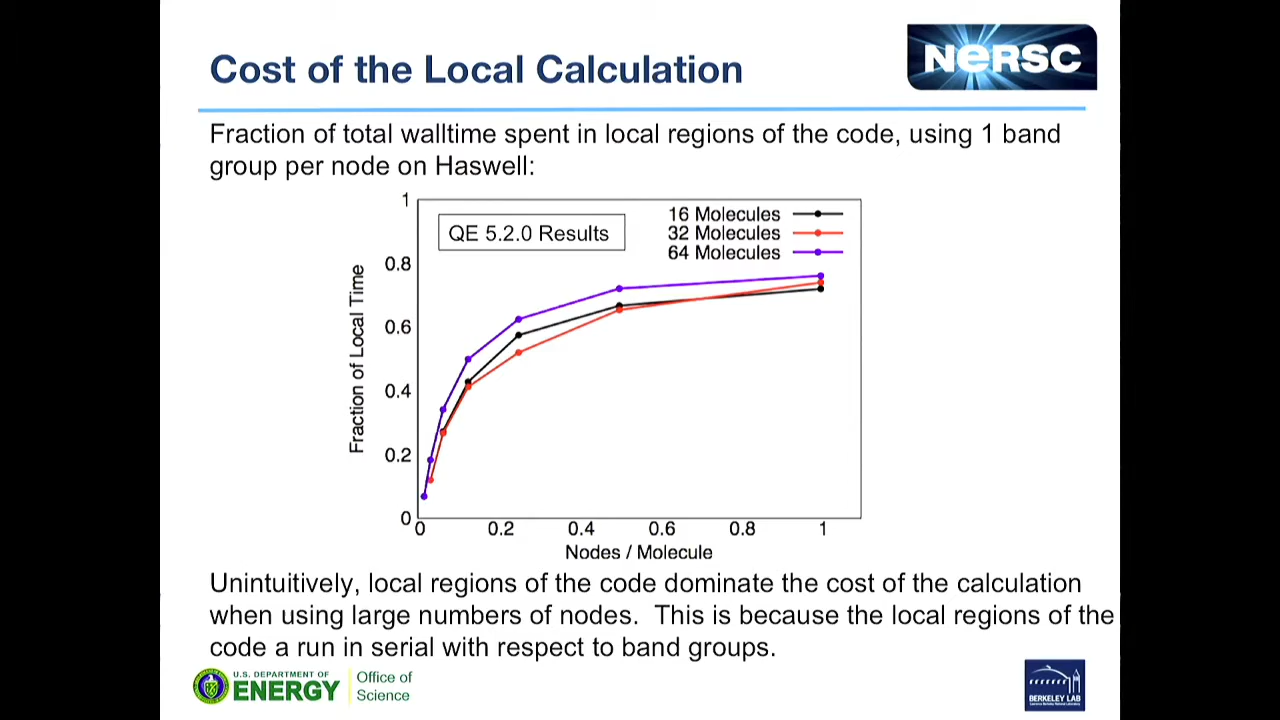 Cost of the Local Calculation
NERSC
Fraction of total walltime spent in local regions of the code, using 1 band
group per node on Haswell:
QE 5.2.0 Results
16 Molecules
32 Molecules
64 Molecules
1
0.8
0.6
0.4
0.2
0
Fraction of Local Time
0
0.2
0.4
0.6
0.8
1
Nodes / Molecule
Unintuitively, local regions of the code dominate the cost of the calculation
when using large numbers of nodes.  This is because the local regions of the
code a run in serial with respect to band groups.
U.S. DEPARTMENT OF
ENERGY
Office of
Science
BERKELEY LAB